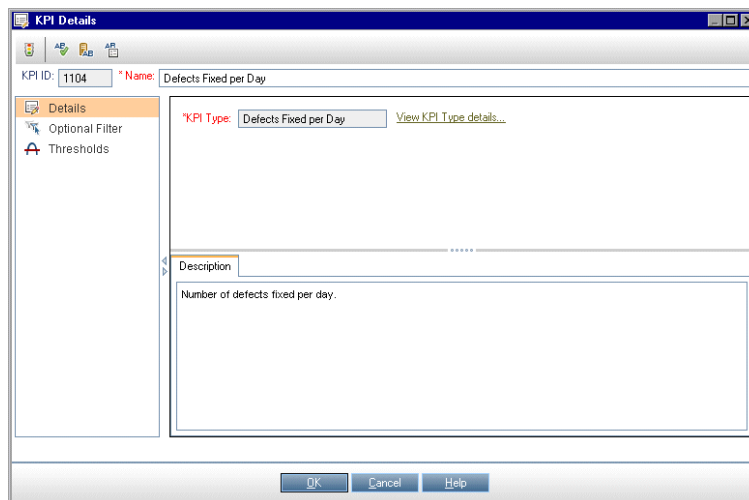 KPI Details
KPI ID: 1104 *Name: Defects Fixed per Day
Details
Optional Filter
Thresholds
*KPI Type: Defects Fixed per Day View KPI Type details...
Description
Number of defects fixed per day.
OK Cancel Help